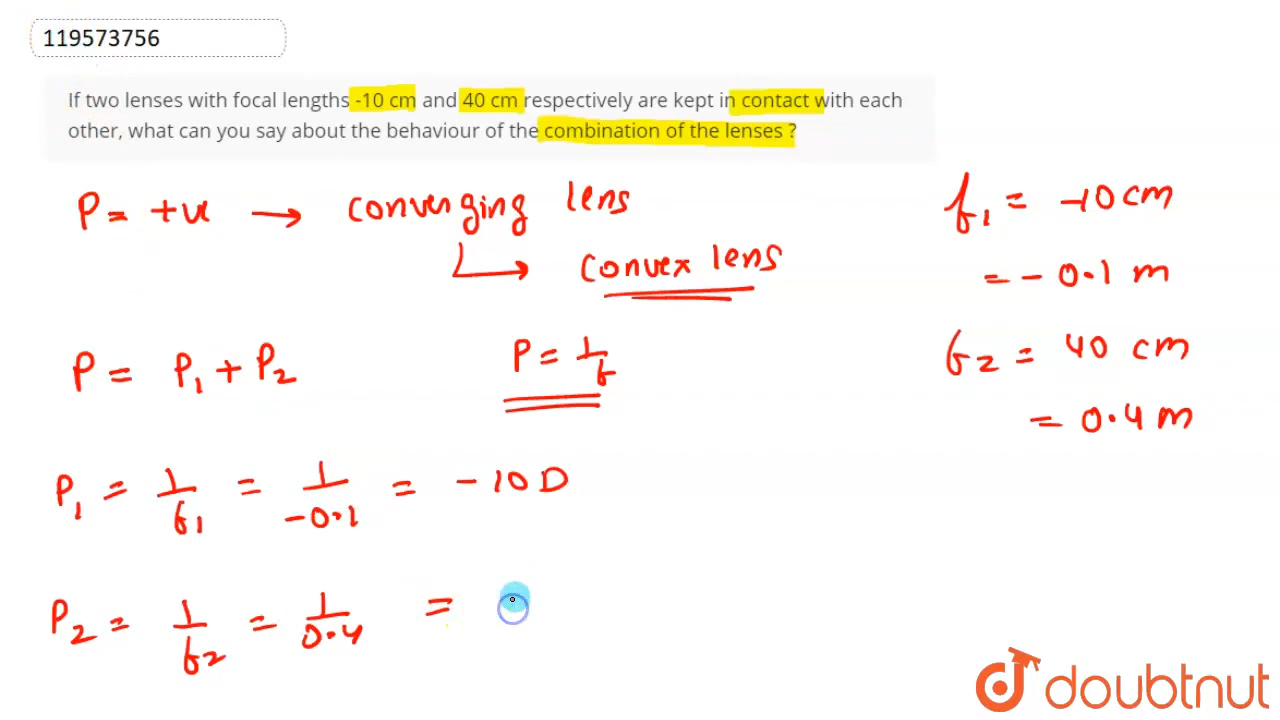 119573756
If two lenses with focal lengths -10 cm and 40 cm respectively are kept in contact with each
other, what can you say about the behaviour of the combination of the lenses ?
P = +ve → converging lens
→ convex lens
f₁ = -10 cm
= - 0.1 m
P = P₁ + P₂
P = 1/f
f₂ = 40 cm
= 0.4 m
P₁ = 1/f₁ = 1/-0.1 = - 10 D
P₂ = 1/f₂ = 1/0.4 =
doubtnut